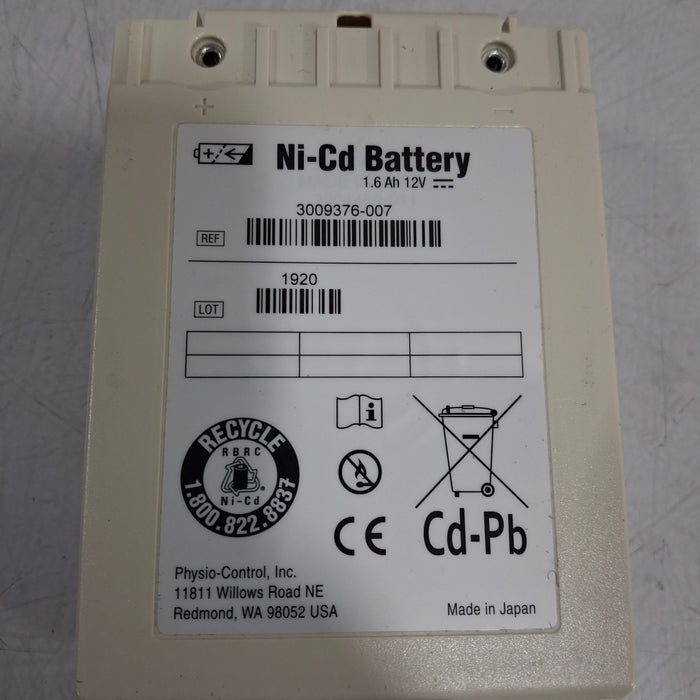 + −
Ni-Cd Battery
1.6 Ah 12V
3009376-007
REF
1920
LOT
RECYCLE
RBRC
Ni-Cd
1.800.822.8837
i
CE
Cd-Pb
Physio-Control, Inc.
11811 Willows Road NE
Redmond, WA 98052 USA
Made in Japan